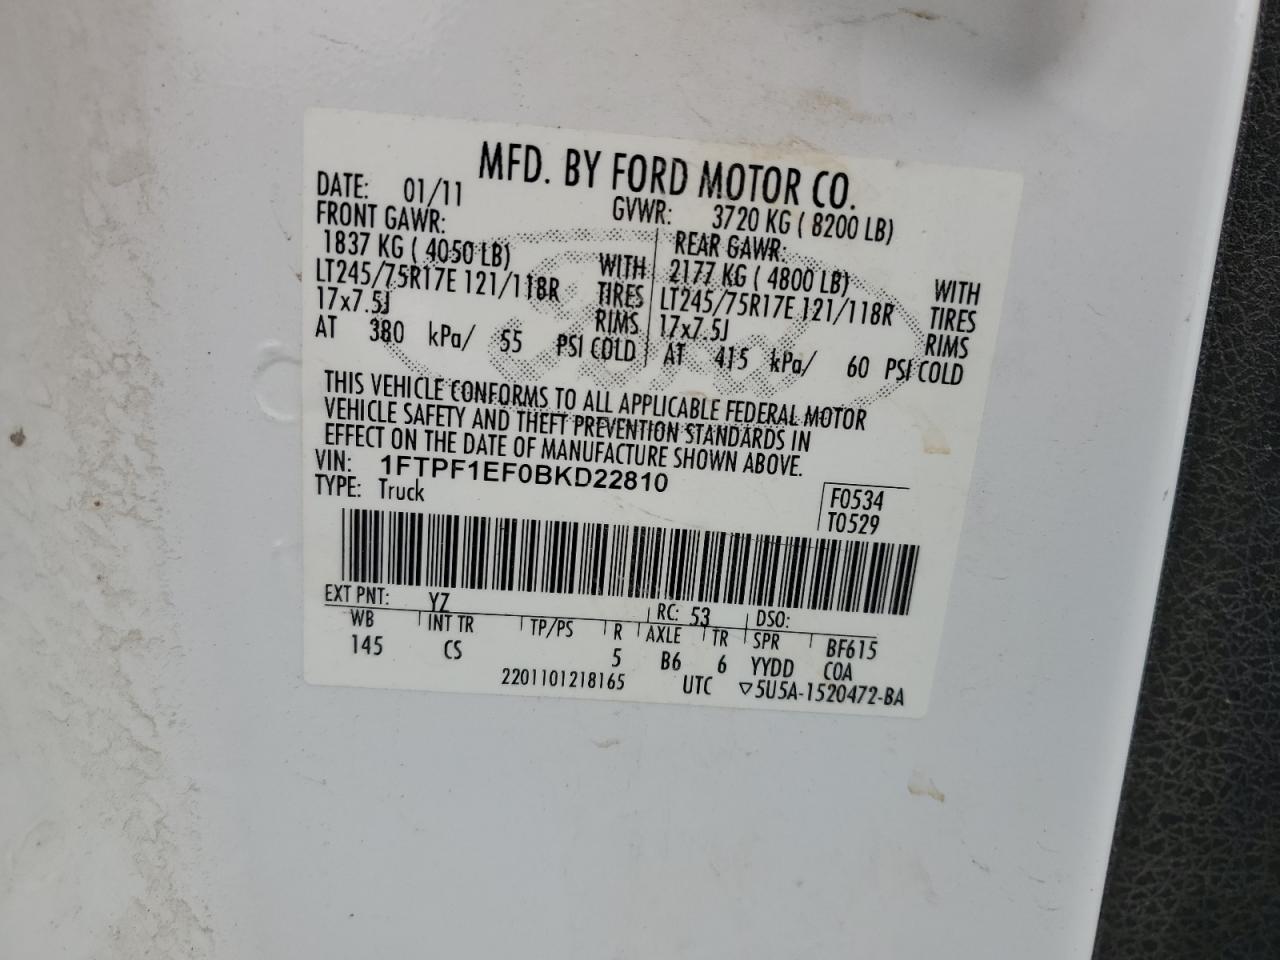 MFD. BY FORD MOTOR CO.
DATE: 01/11 GVWR: 3720 KG ( 8200 LB)
FRONT GAWR: REAR GAWR:
1837 KG ( 4050 LB) WITH 2177 KG ( 4800 LB) WITH
LT245/75R17E 121/118R TIRES LT245/75R17E 121/118R TIRES
17x7.5J RIMS 17x7.5J RIMS
AT 380 kPa/ 55 PSI COLD AT 415 kPa/ 60 PSI COLD
THIS VEHICLE CONFORMS TO ALL APPLICABLE FEDERAL MOTOR
VEHICLE SAFETY AND THEFT PREVENTION STANDARDS IN
EFFECT ON THE DATE OF MANUFACTURE SHOWN ABOVE.
VIN: 1FTPF1EF0BKD22810
TYPE: Truck
F0534
T0529
EXT PNT: YZ RC: 53 DSO:
WB INT TR TP/PS R AXLE TR SPR BF615
145 CS 5 B6 6 YYDD COA
2201101218165 UTC ▽5U5A-1520472-BA